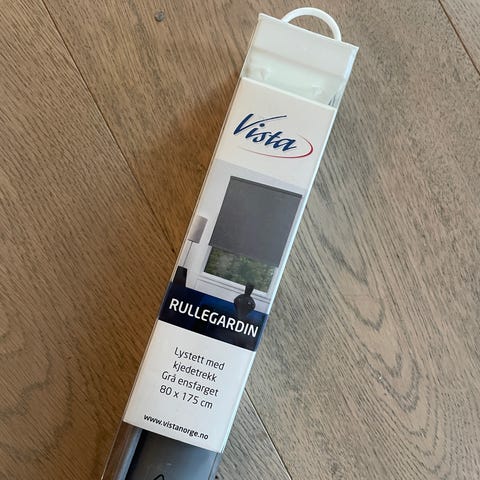 Vista
RULLEGARDIN
Lystett med
kjedetrekk
Grå ensfarget
80 x 175 cm
www.vistanorge.no